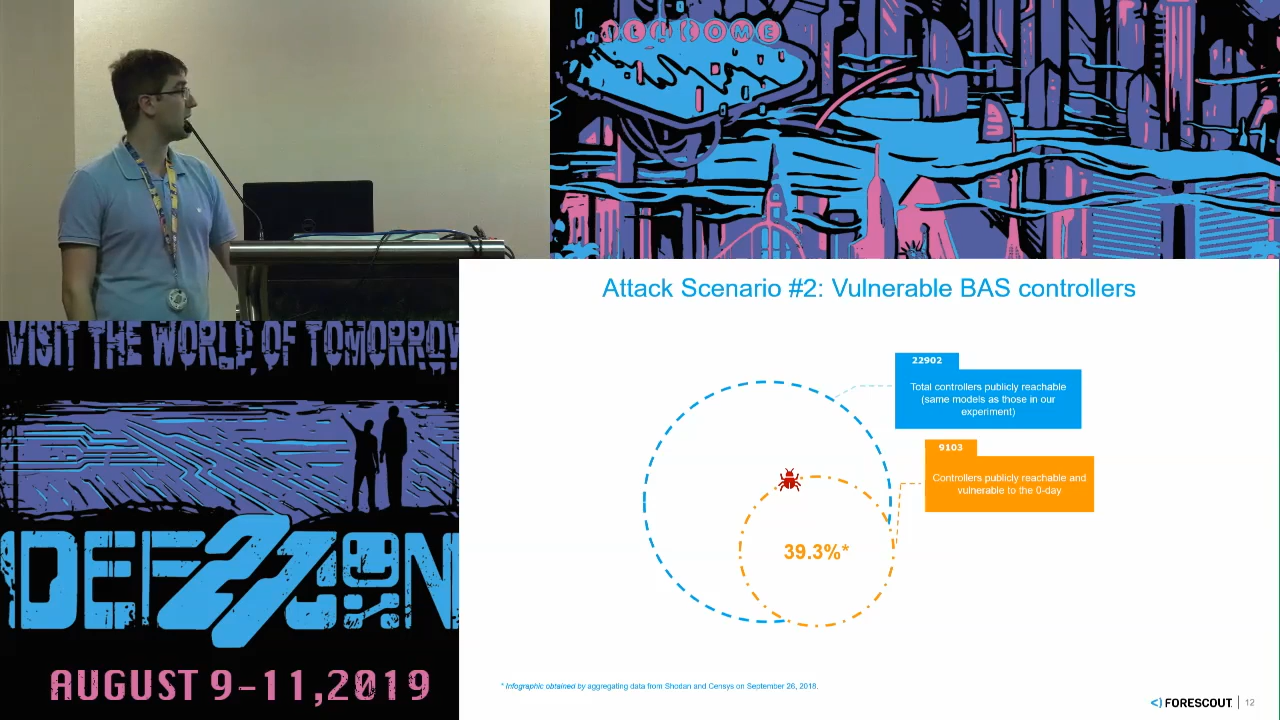 WELCOME
Attack Scenario #2: Vulnerable BAS controllers
22902
Total controllers publicly reachable
(same models as those in our
experiment)
9103
Controllers publicly reachable and
vulnerable to the 0-day
39.3%*
* Infographic obtained by aggregating data from Shodan and Censys on September 26, 2018.
<) FORESCOUT | 12
VISIT THE WORLD OF TOMORROW
DEF CON 27
AUGUST 9-11,2019